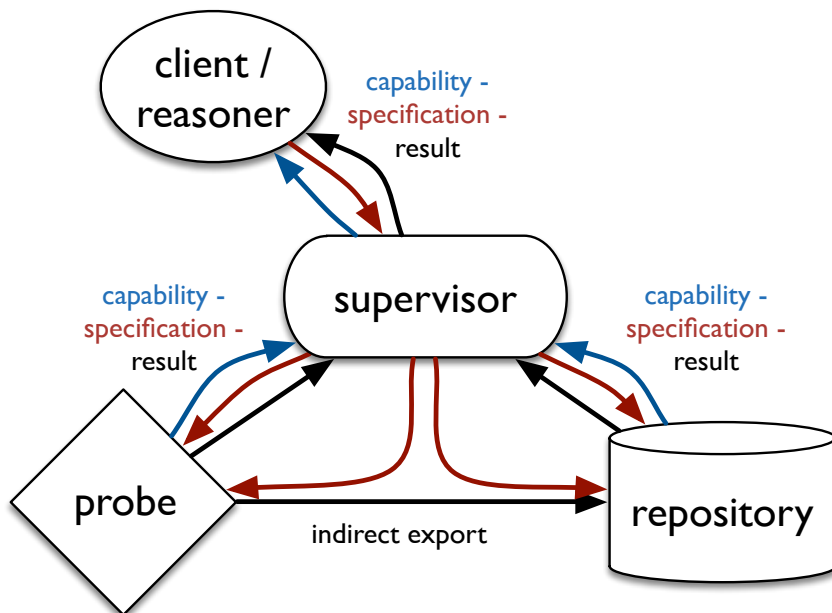 client /
reasoner
capability -
specification -
result
supervisor
capability -
specification -
result
capability -
specification -
result
probe
repository
indirect export